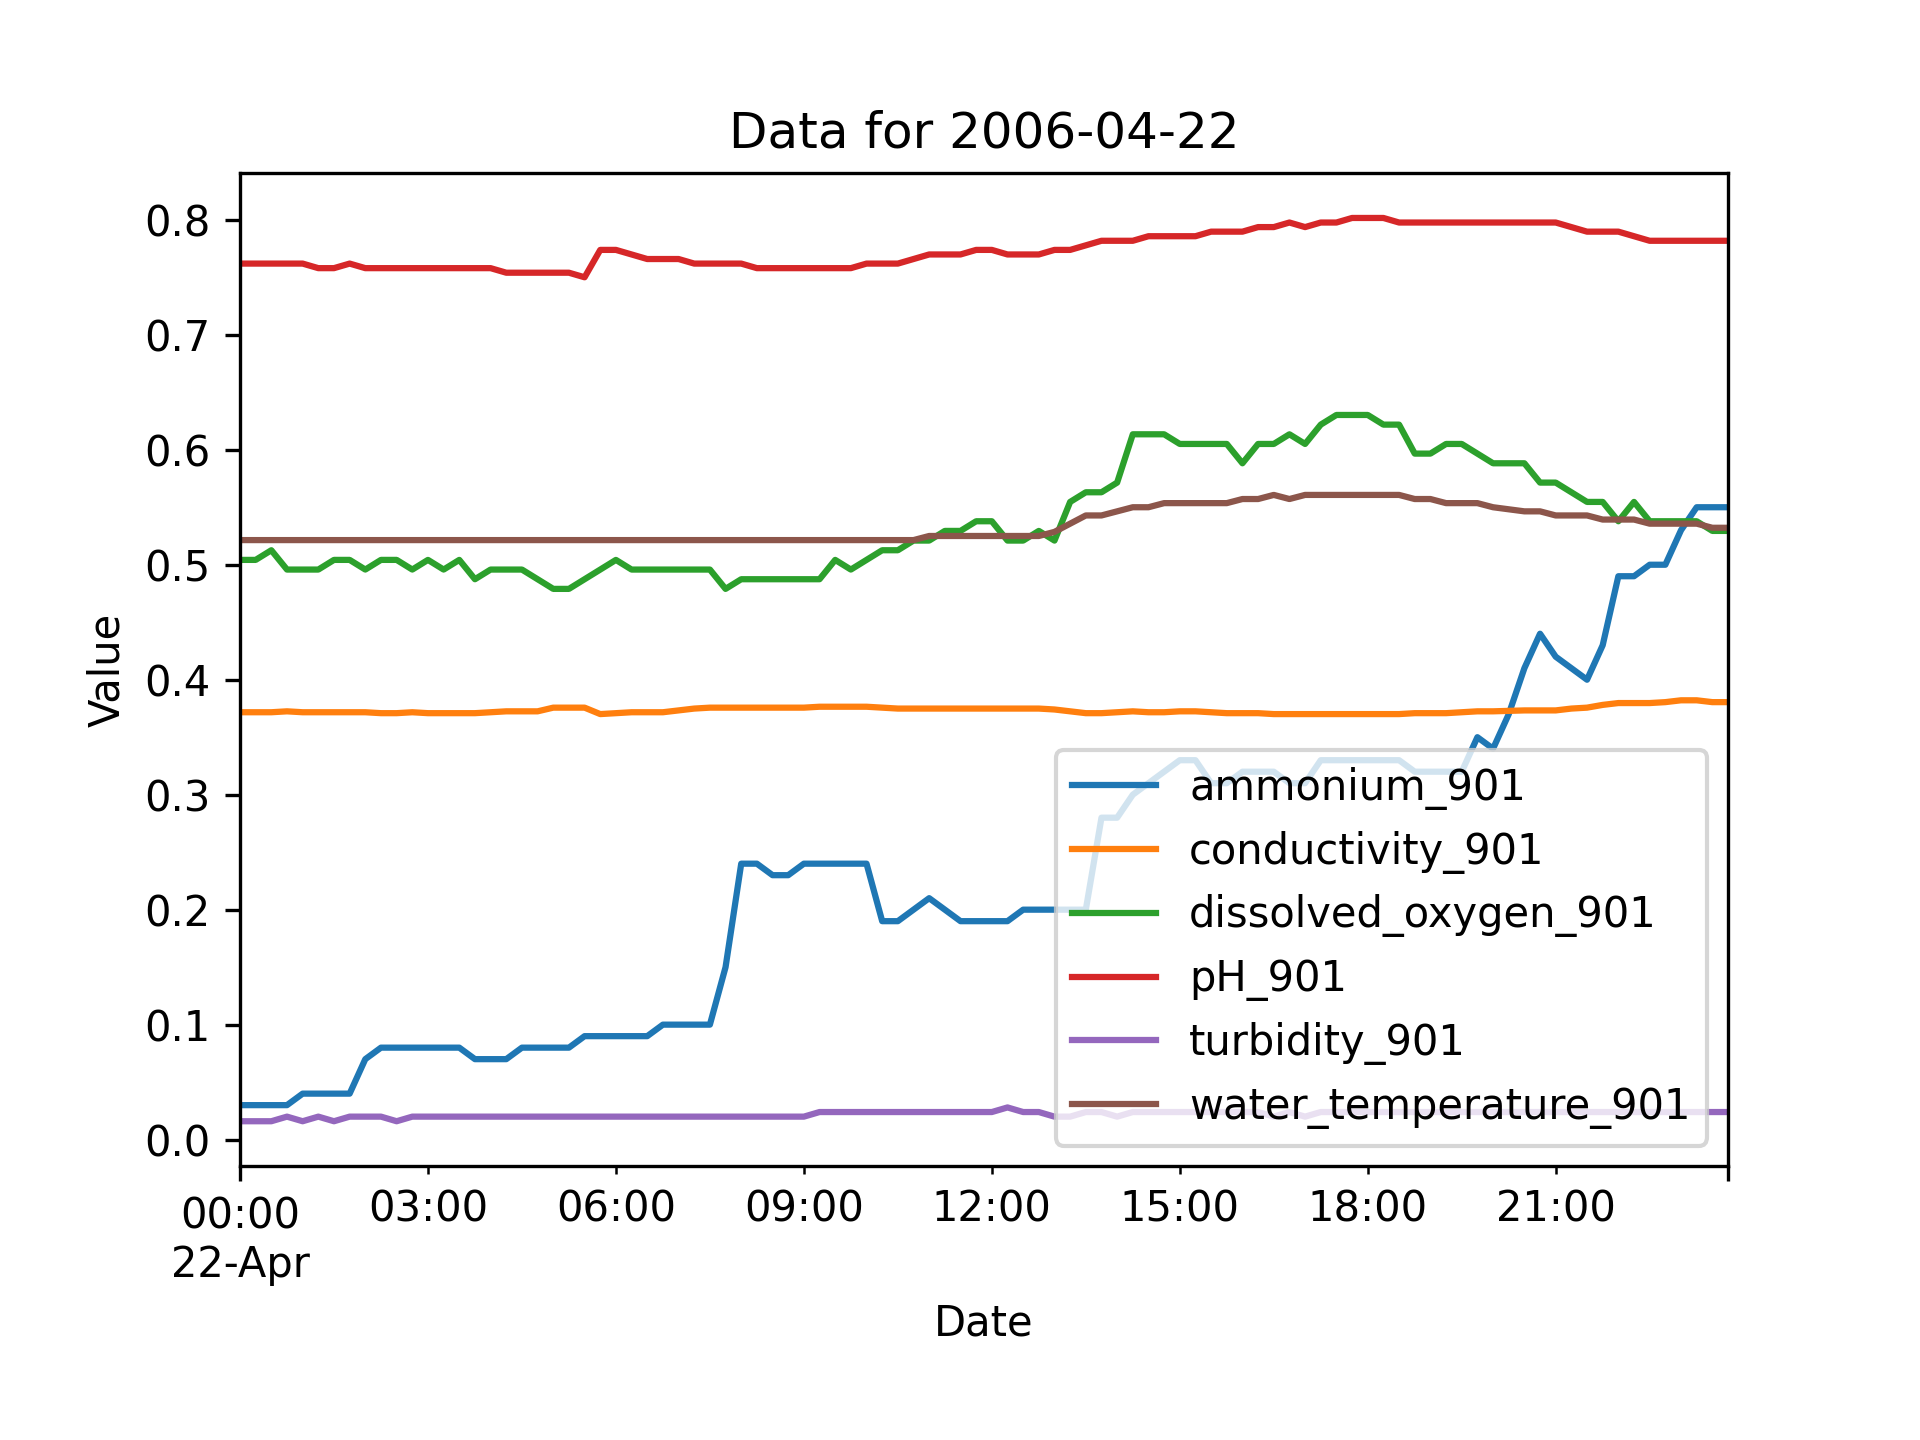 Data for 2006-04-22
Value
0.8
0.7
0.6
0.5
0.4
0.3
0.2
0.1
0.0
ammonium_901
conductivity_901
dissolved_oxygen_901
pH_901
turbidity_901
water_temperature_901
00:00 03:00 06:00 09:00 12:00 15:00 18:00 21:00
22-Apr
Date